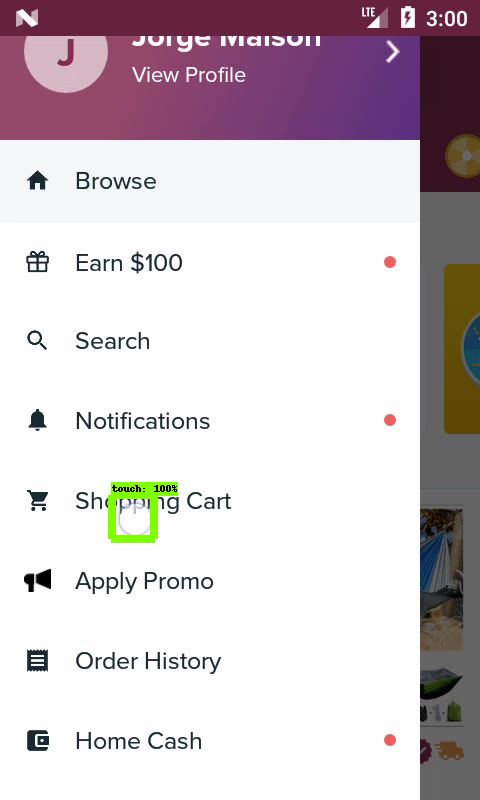 LTE 3:00
J
Jorge Maison
View Profile
Browse
Earn $100
Search
Notifications
touch: 100%
Shopping Cart
Apply Promo
Order History
Home Cash